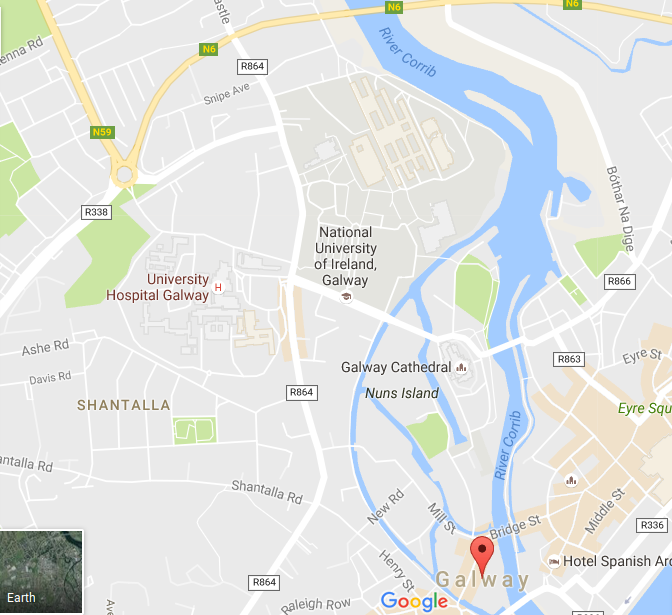 N6
N6
castle
River Corrib
N6
enna Rd
R864
Snipe Ave
N59
Bóthar Na Dige
R338
National
University
of Ireland,
Galway
University
Hospital Galway
H
R866
Ashe Rd
R863
Eyre St
Davis Rd
Galway Cathedral
R864
Nuns Island
SHANTALLA
Eyre Squ
River Corrib
antalla Rd
Shantalla Rd
New Rd
Mill St
Bridge St
Middle St
R336
Henry St
Hotel Spanish Arc
R864
Galway
Earth
Google
Raleigh Row